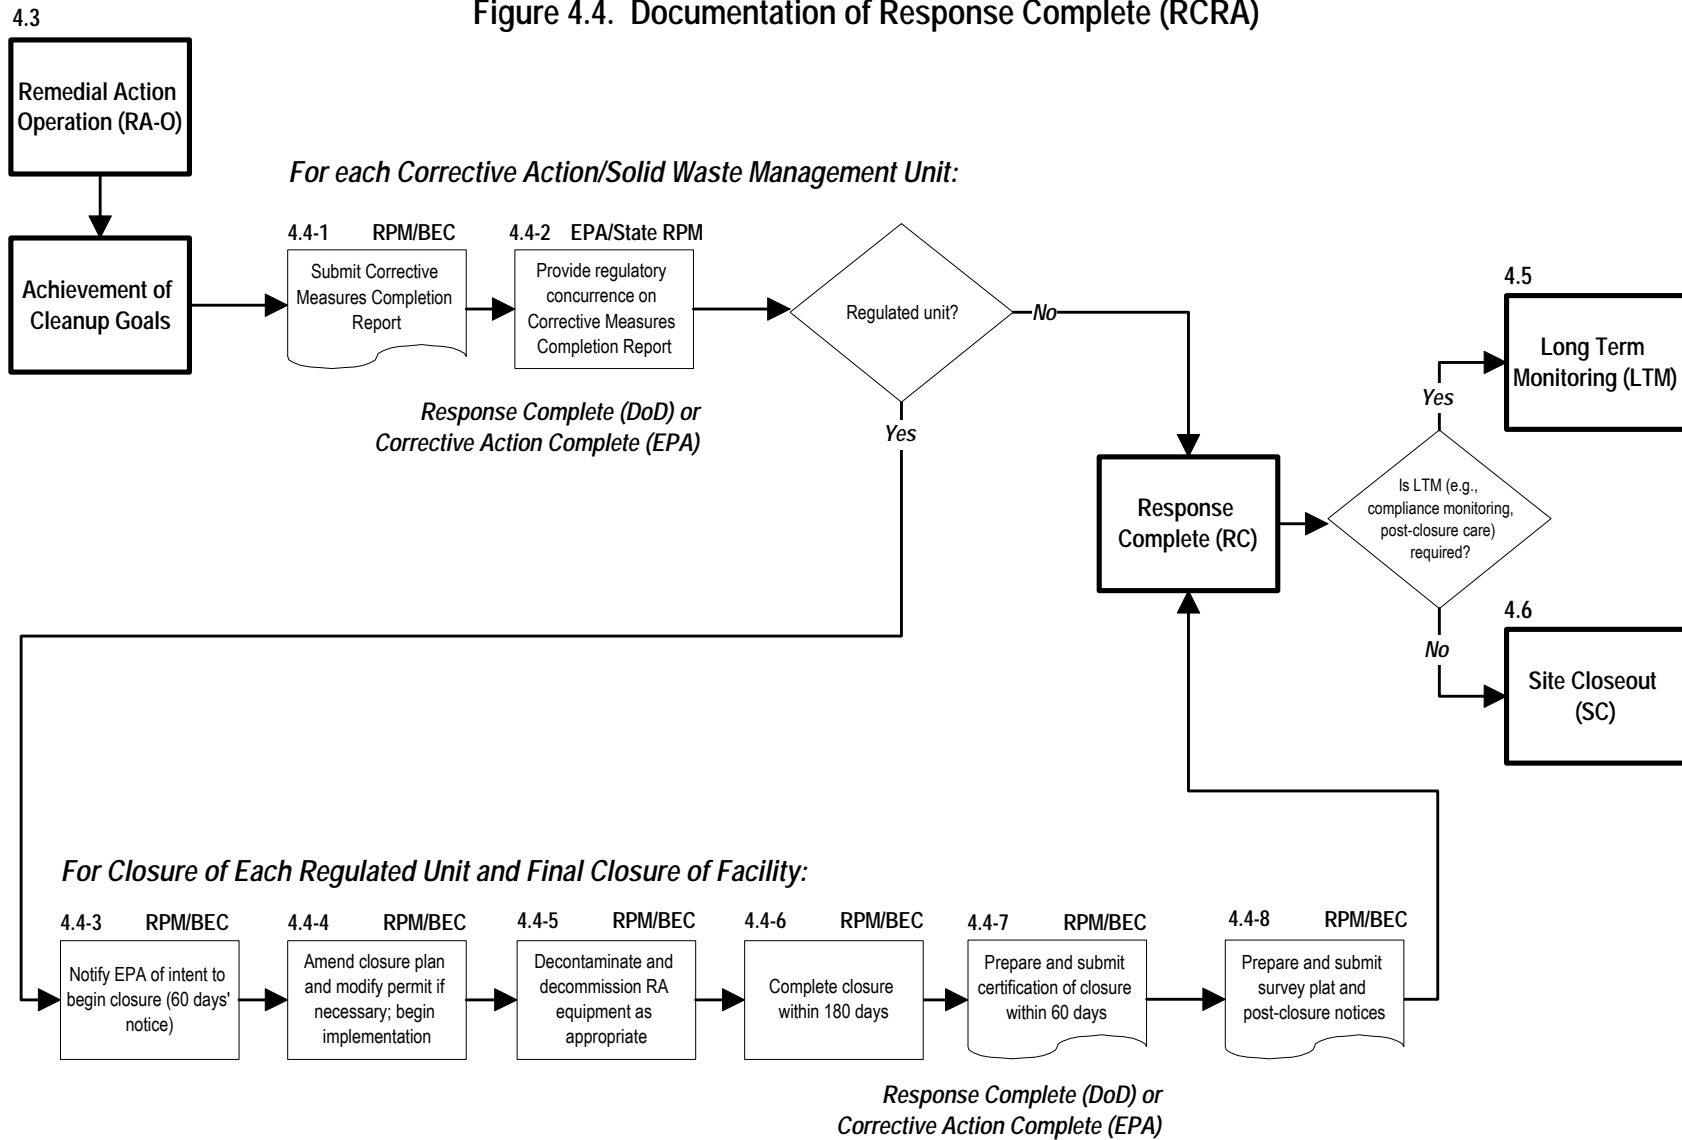 Figure 4.4. Documentation of Response Complete (RCRA)
4.3
Remedial Action
Operation (RA-O)
Achievement of
Cleanup Goals
For each Corrective Action/Solid Waste Management Unit:
4.4-1 RPM/BEC
Submit Corrective
Measures Completion
Report
4.4-2 EPA/State RPM
Provide regulatory
concurrence on
Corrective Measures
Completion Report
Response Complete (DoD) or
Corrective Action Complete (EPA)
Regulated unit?
No
Yes
Response
Complete (RC)
Is LTM (e.g.,
compliance monitoring,
post-closure care)
required?
Yes
4.5
Long Term
Monitoring (LTM)
No
4.6
Site Closeout
(SC)
For Closure of Each Regulated Unit and Final Closure of Facility:
4.4-3 RPM/BEC
Notify EPA of intent to
begin closure (60 days'
notice)
4.4-4 RPM/BEC
Amend closure plan
and modify permit if
necessary; begin
implementation
4.4-5 RPM/BEC
Decontaminate and
decommission RA
equipment as
appropriate
4.4-6 RPM/BEC
Complete closure
within 180 days
4.4-7 RPM/BEC
Prepare and submit
certification of closure
within 60 days
4.4-8 RPM/BEC
Prepare and submit
survey plat and
post-closure notices
Response Complete (DoD) or
Corrective Action Complete (EPA)